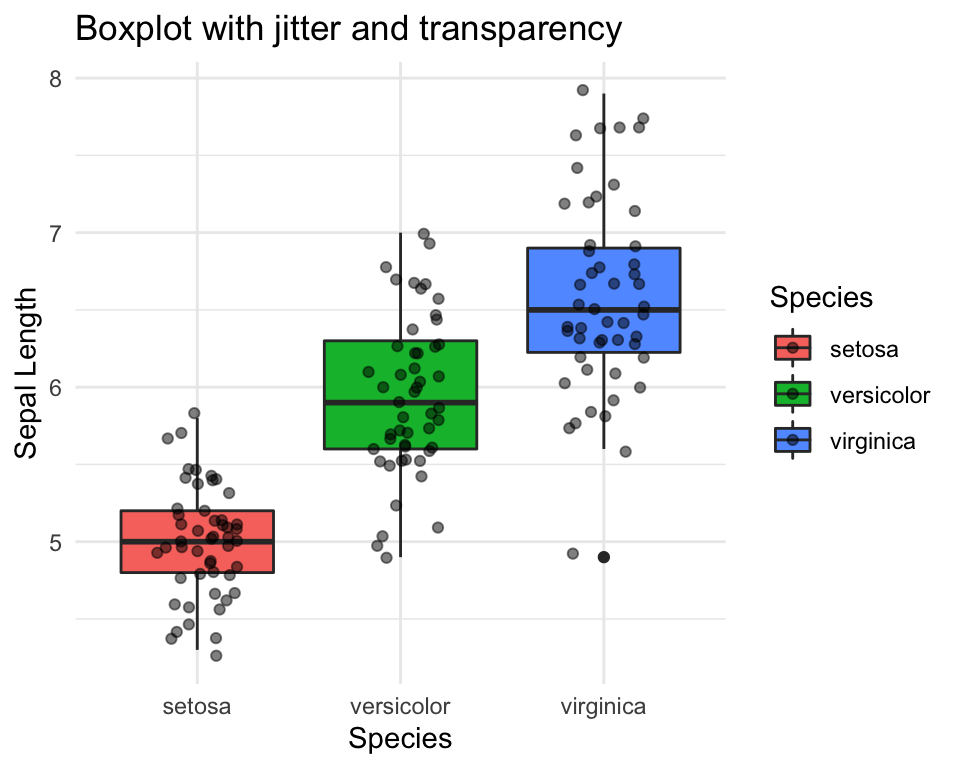 Boxplot with jitter and transparency
8
7
6
5
Sepal Length
setosa versicolor virginica
Species
Species
setosa
versicolor
virginica